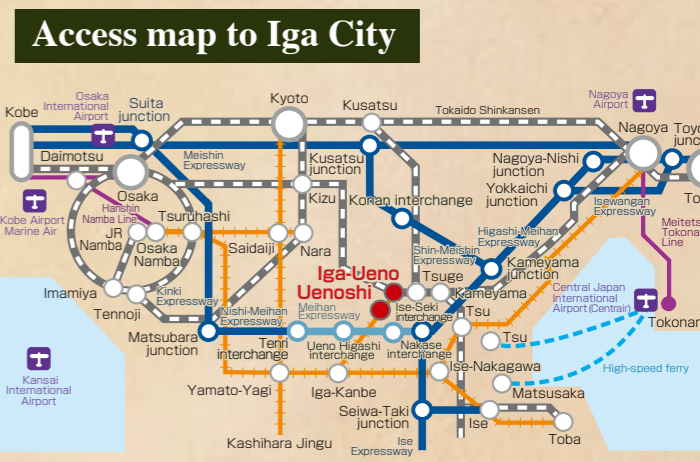 Access map to Iga City
Osaka
International
Airport
Suita
junction
Kyoto
Kusatsu
Tokaido Shinkansen
Nagoya
Airport
Nagoya
Kobe
Daimotsu
Meishin
Expressway
Kusatsu
junction
Nagoya-Nishi
junction
Yokkaichi
junction
Osaka
Hanshin
Namba Line
Kobe Airport
Marine Air
Tsuruhashi
Kizu
Konan interchange
Isewangan
Expressway
JR
Namba
Osaka
Namba
Saidaiji
Nara
Shin-Meishin
Expressway
Higashi-Meihan
Expressway
Meitetsu
Line
Iga-Ueno
Uenoshi
Tsuge
Kameyama
junction
Kameyama
Imamiya
Tennoji
Kinki
Expressway
Central Japan
International
Airport(Centrair)
Nishi-Meihan
Expressway
Meihan
Expressway
Ise-Seki
interchange
Tsu
Matsubara
junction
Tenri
interchange
Ueno Higashi
interchange
Nakase
interchange
Tsu
Kansai
International
Airport
Yamato-Yagi
Iga-Kanbe
Ise-Nakagawa
High-speed ferry
Matsusaka
Seiwa-Taki
junction
Ise
Kashihara Jingu
Ise
Expressway
Toba